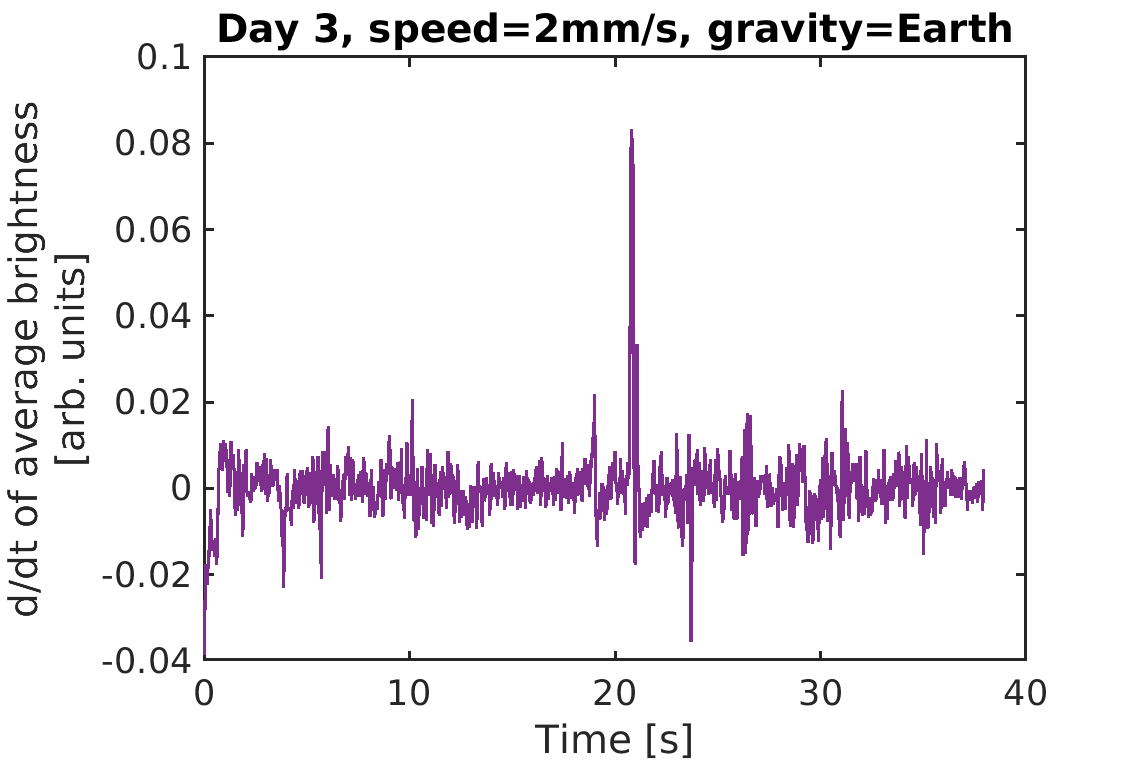 Day 3, speed=2mm/s, gravity=Earth
d/dt of average brightness
[arb. units]
0.1
0.08
0.06
0.04
0.02
0
-0.02
-0.04
0 10 20 30 40
Time [s]